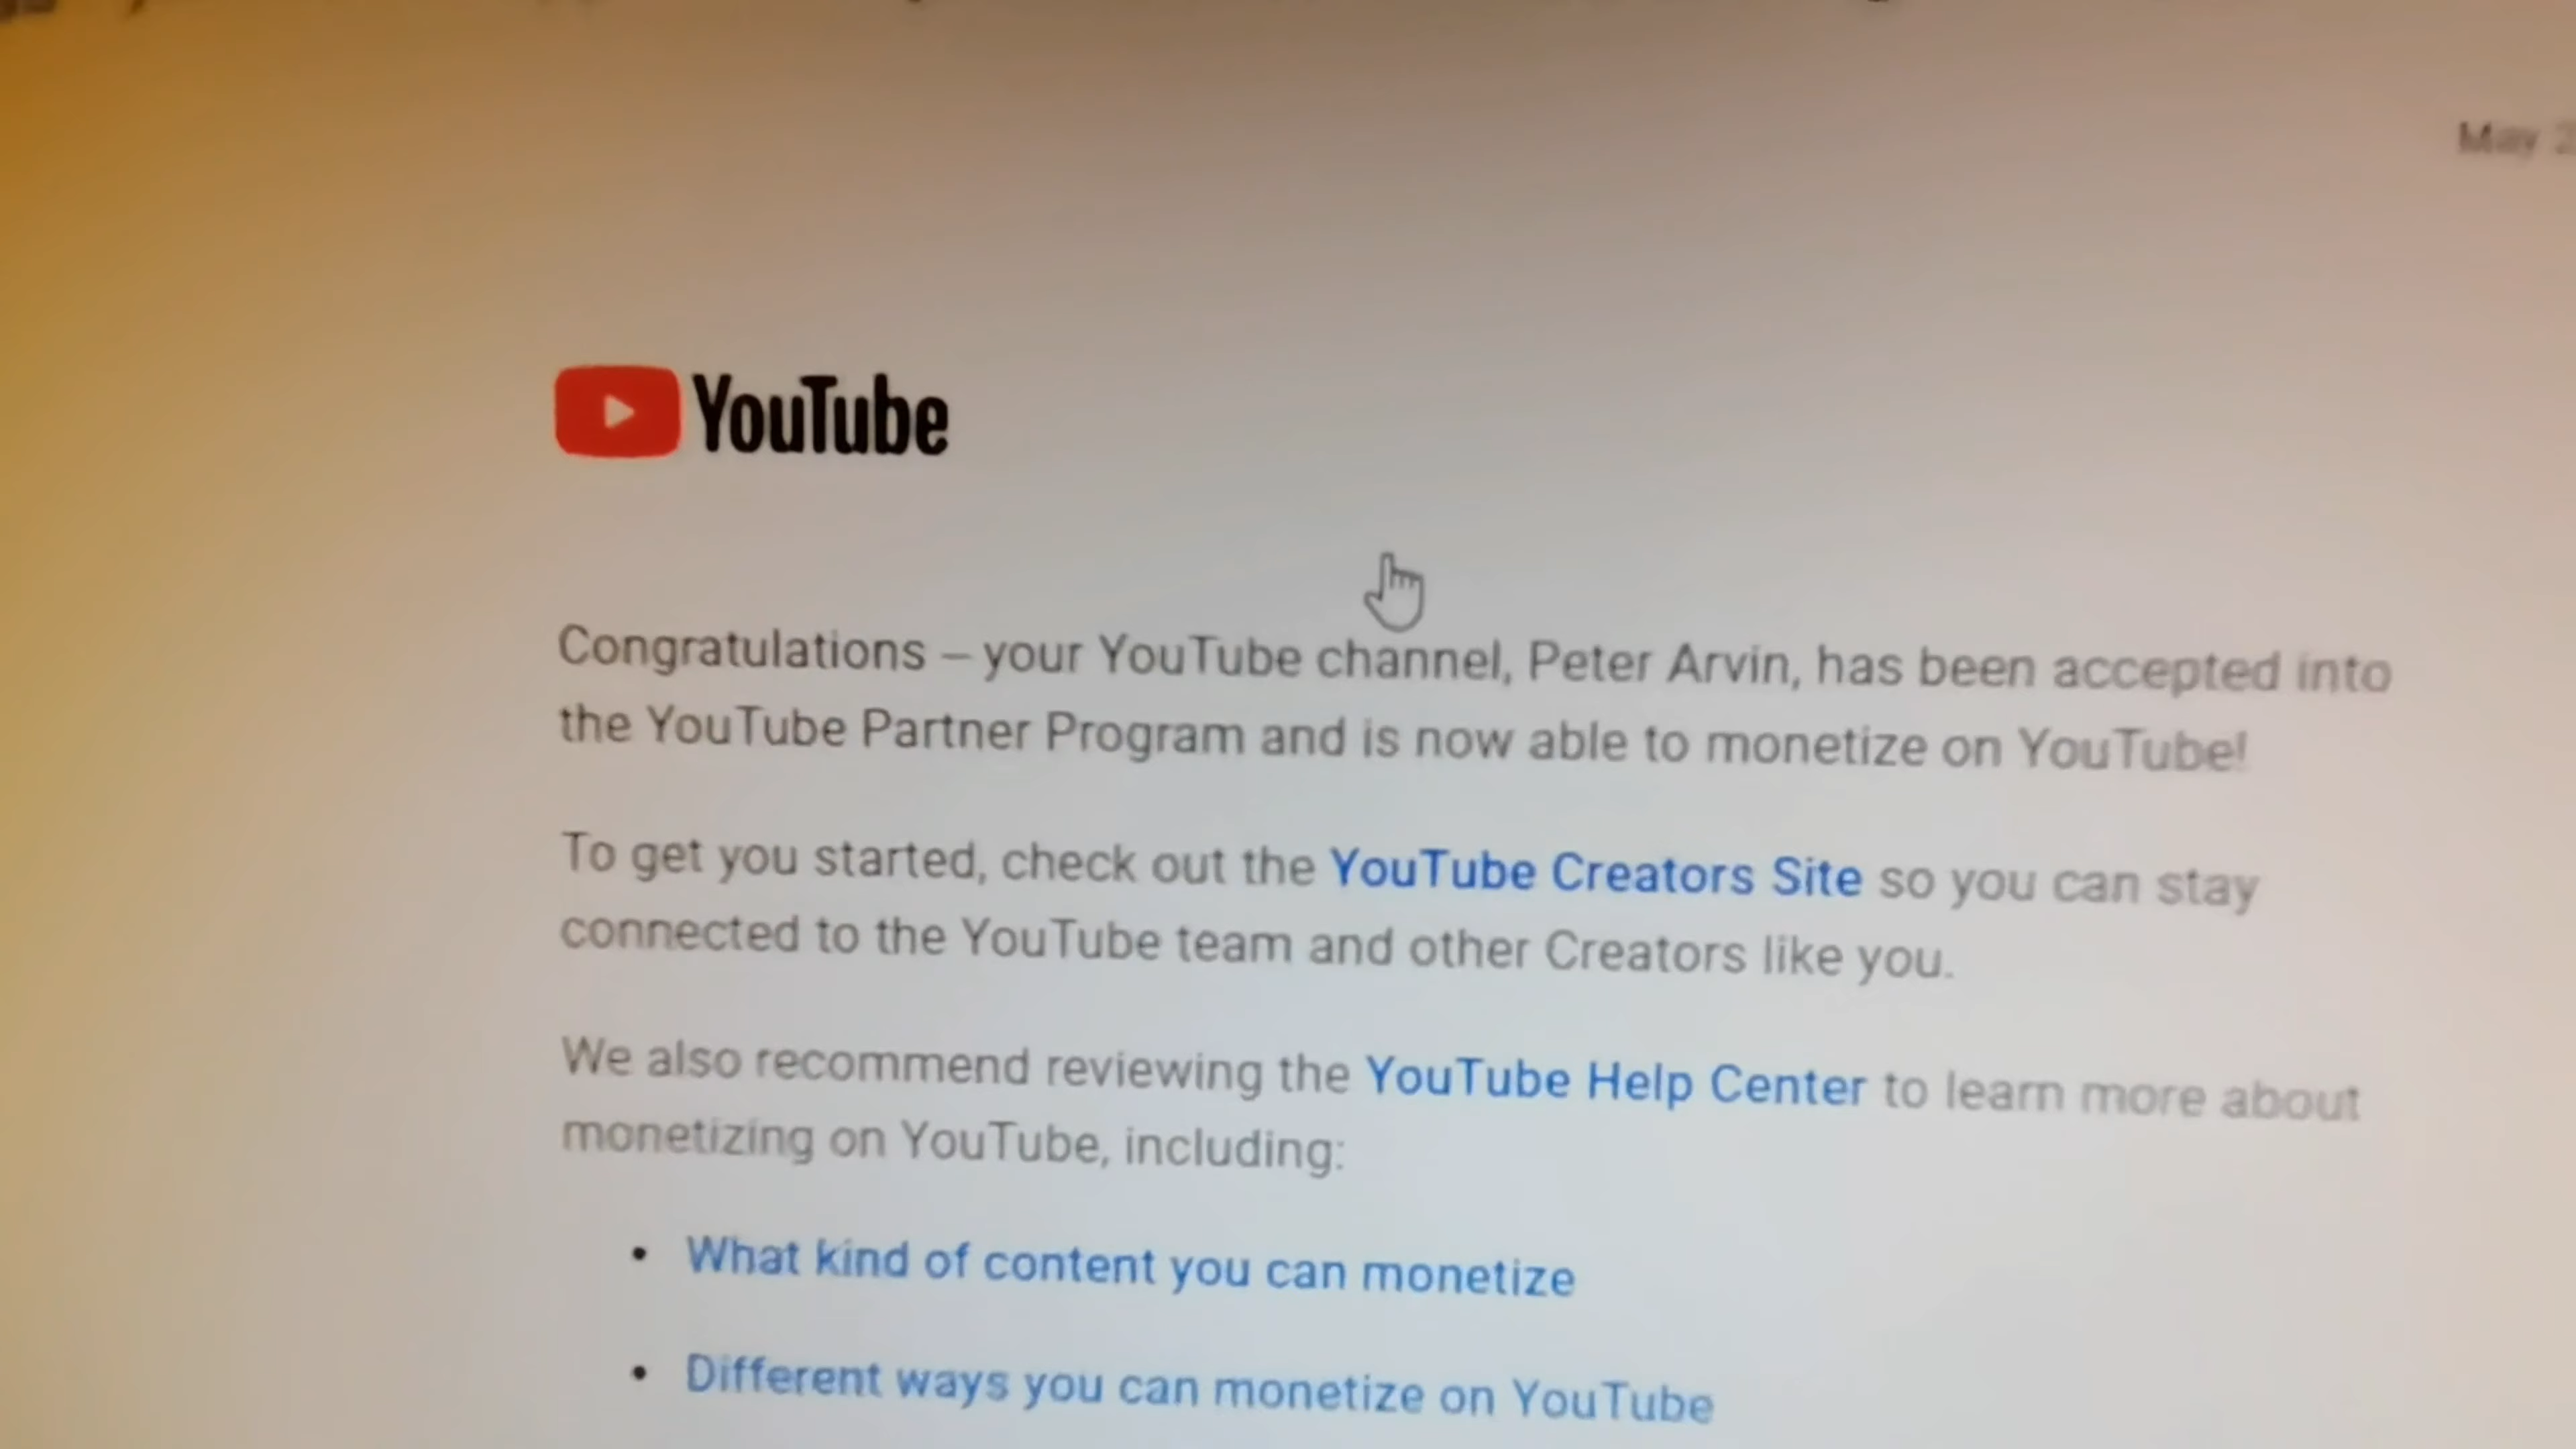 May
YouTube
Congratulations – your YouTube channel, Peter Arvin, has been accepted into
the YouTube Partner Program and is now able to monetize on YouTube!
To get you started, check out the YouTube Creators Site so you can stay
connected to the YouTube team and other Creators like you.
We also recommend reviewing the YouTube Help Center to learn more about
monetizing on YouTube, including:
• What kind of content you can monetize
• Different ways you can monetize on YouTube